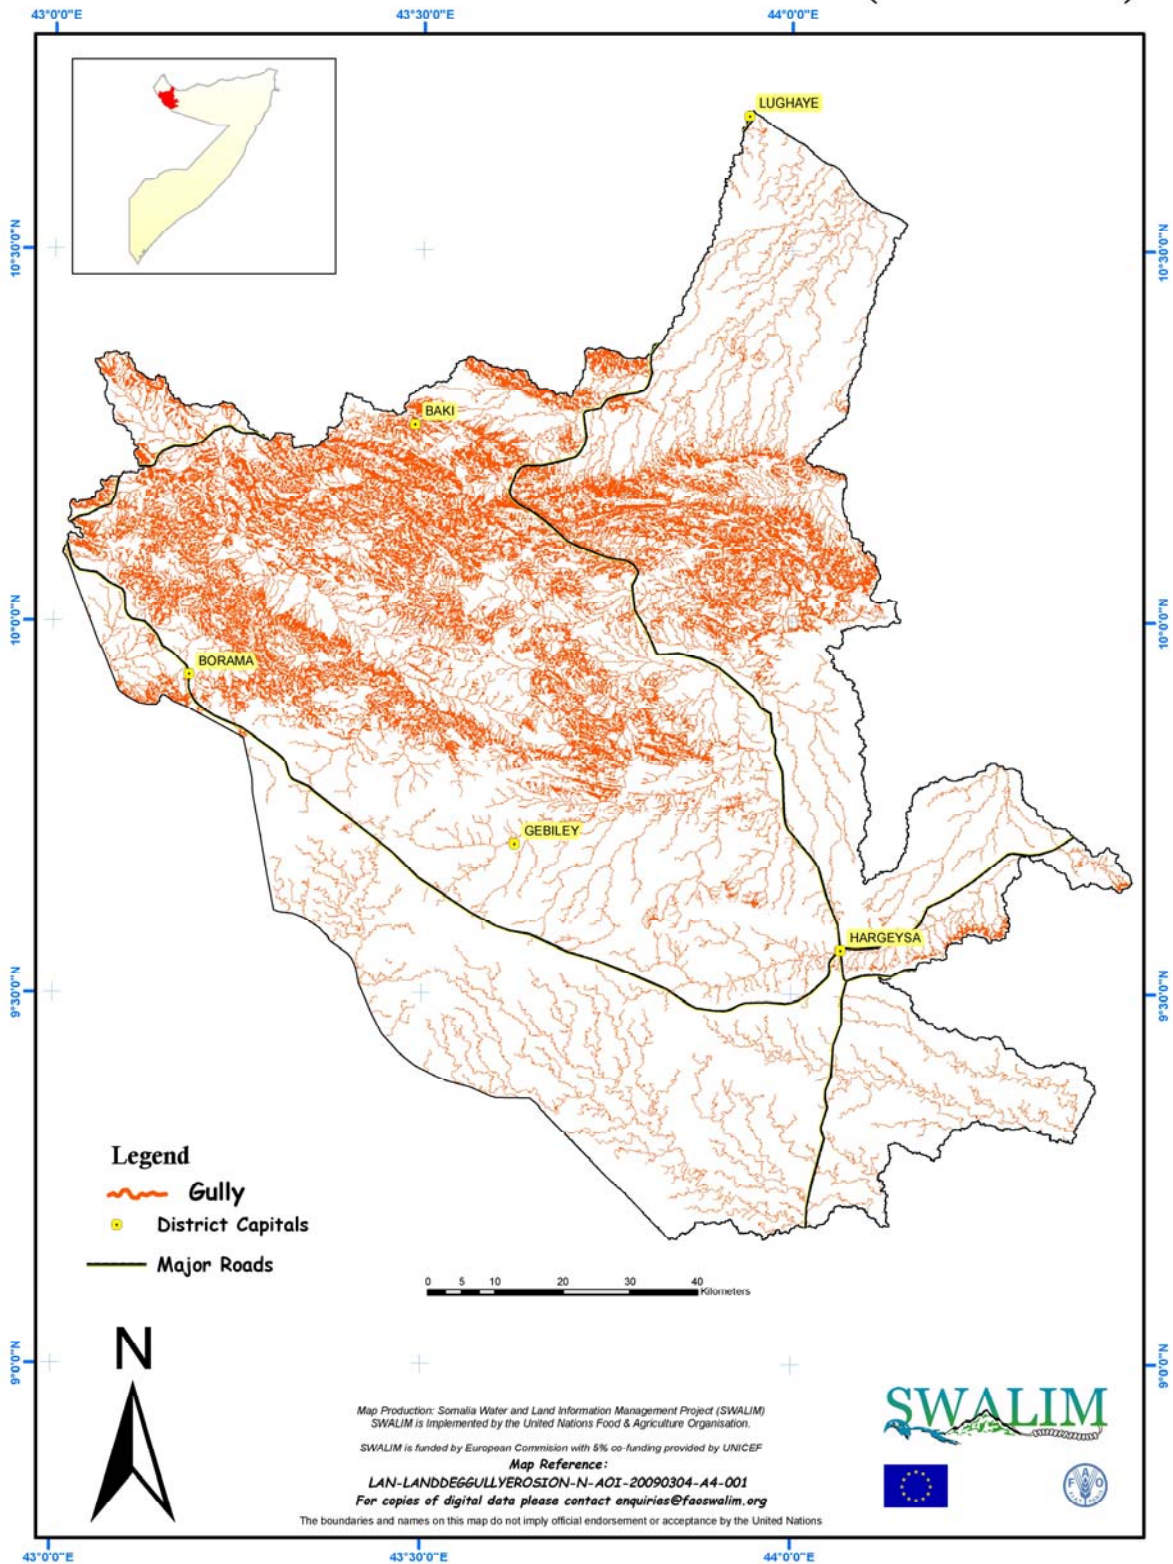 43°0'0"E
43°30'0"E
44°0'0"E
LUGHAYE
10°30'0"N
10°30'0"N
BAKI
10°0'0"N
10°0'0"N
BORAMA
GEBILEY
HARGEYSA
9°30'0"N
9°30'0"N
Legend
Gully
District Capitals
Major Roads
0 5 10 20 30 40
Kilometers
N
9°0'0"N
9°0'0"N
Map Production: Somalia Water and Land Information Management Project (SWALIM)
SWALIM is Implemented by the United Nations Food & Agriculture Organisation.
SWALIM is funded by European Commision with 5% co-funding provided by UNICEF
Map Reference:
LAN-LANDDEGGULLYEROSION-N-AOI-20090304-A4-001
For copies of digital data please contact enquiries@faoswalim.org
The boundaries and names on this map do not imply official endorsement or acceptance by the United Nations
SWALIM
FAO
43°0'0"E
43°30'0"E
44°0'0"E